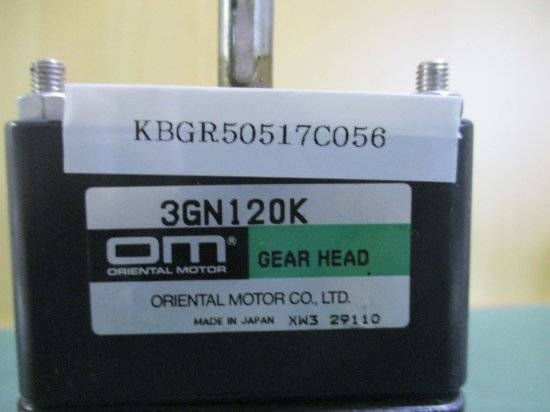 KBGR50517C056
3GN120K
OM®
ORIENTAL MOTOR
GEAR HEAD
ORIENTAL MOTOR CO., LTD.
MADE IN JAPAN XW3 29110